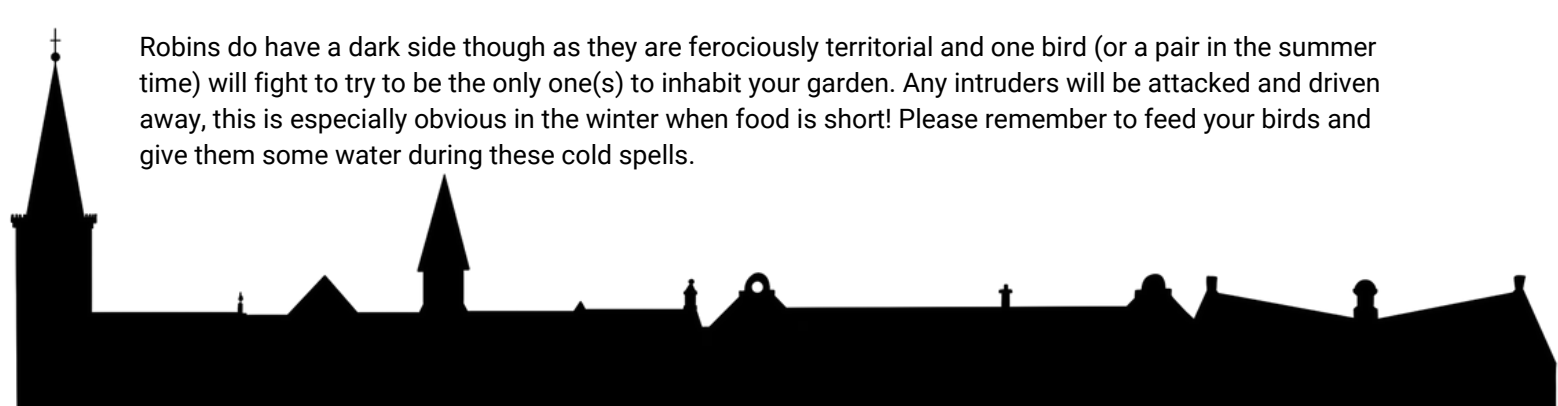 Robins do have a dark side though as they are ferociously territorial and one bird (or a pair in the summer
time) will fight to try to be the only one(s) to inhabit your garden. Any intruders will be attacked and driven
away, this is especially obvious in the winter when food is short! Please remember to feed your birds and
give them some water during these cold spells.